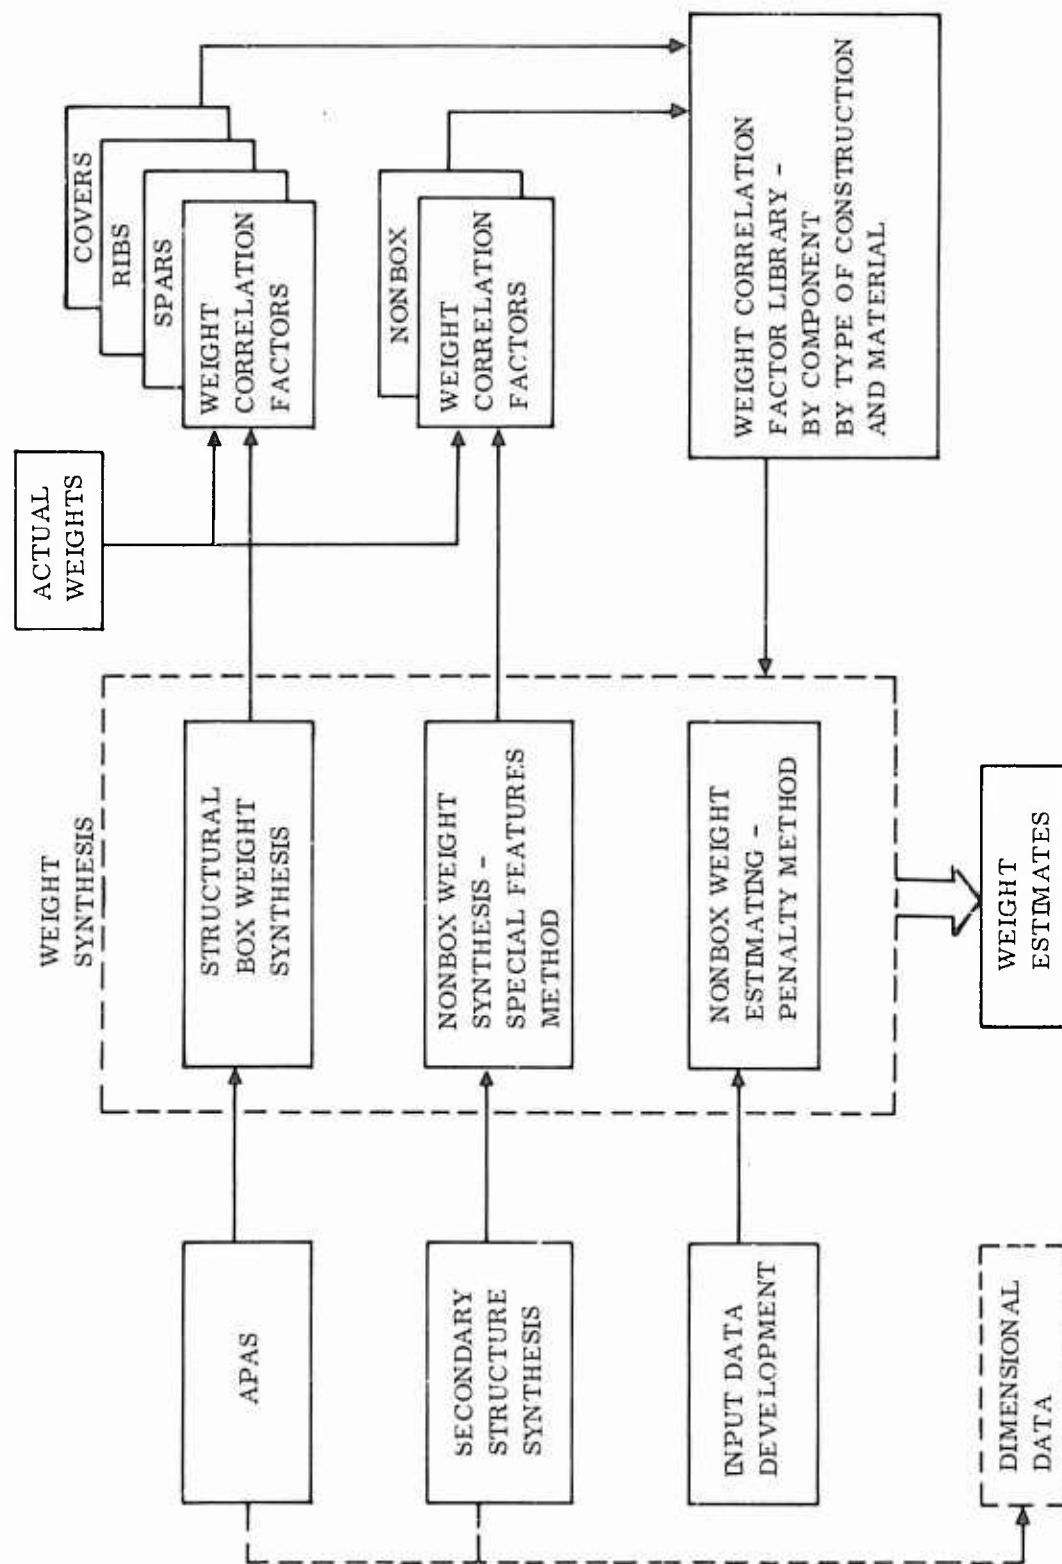 APAS
SECONDARY
STRUCTURE
SYNTHESIS
INPUT DATA
DEVELOPMENT
DIMENSIONAL
DATA
WEIGHT
SYNTHESIS
STRUCTURAL
BOX WEIGHT
SYNTHESIS
NONBOX WEIGHT
SYNTHESIS –
SPECIAL FEATURES
METHOD
NONBOX WEIGHT
ESTIMATING –
PENALTY METHOD
WEIGHT
ESTIMATES
ACTUAL
WEIGHTS
COVERS
RIBS
SPARS
WEIGHT
CORRELATION
FACTORS
NONBOX
WEIGHT
CORRELATION
FACTORS
WEIGHT CORRELATION
FACTOR LIBRARY –
BY COMPONENT
BY TYPE OF CONSTRUCTION
AND MATERIAL